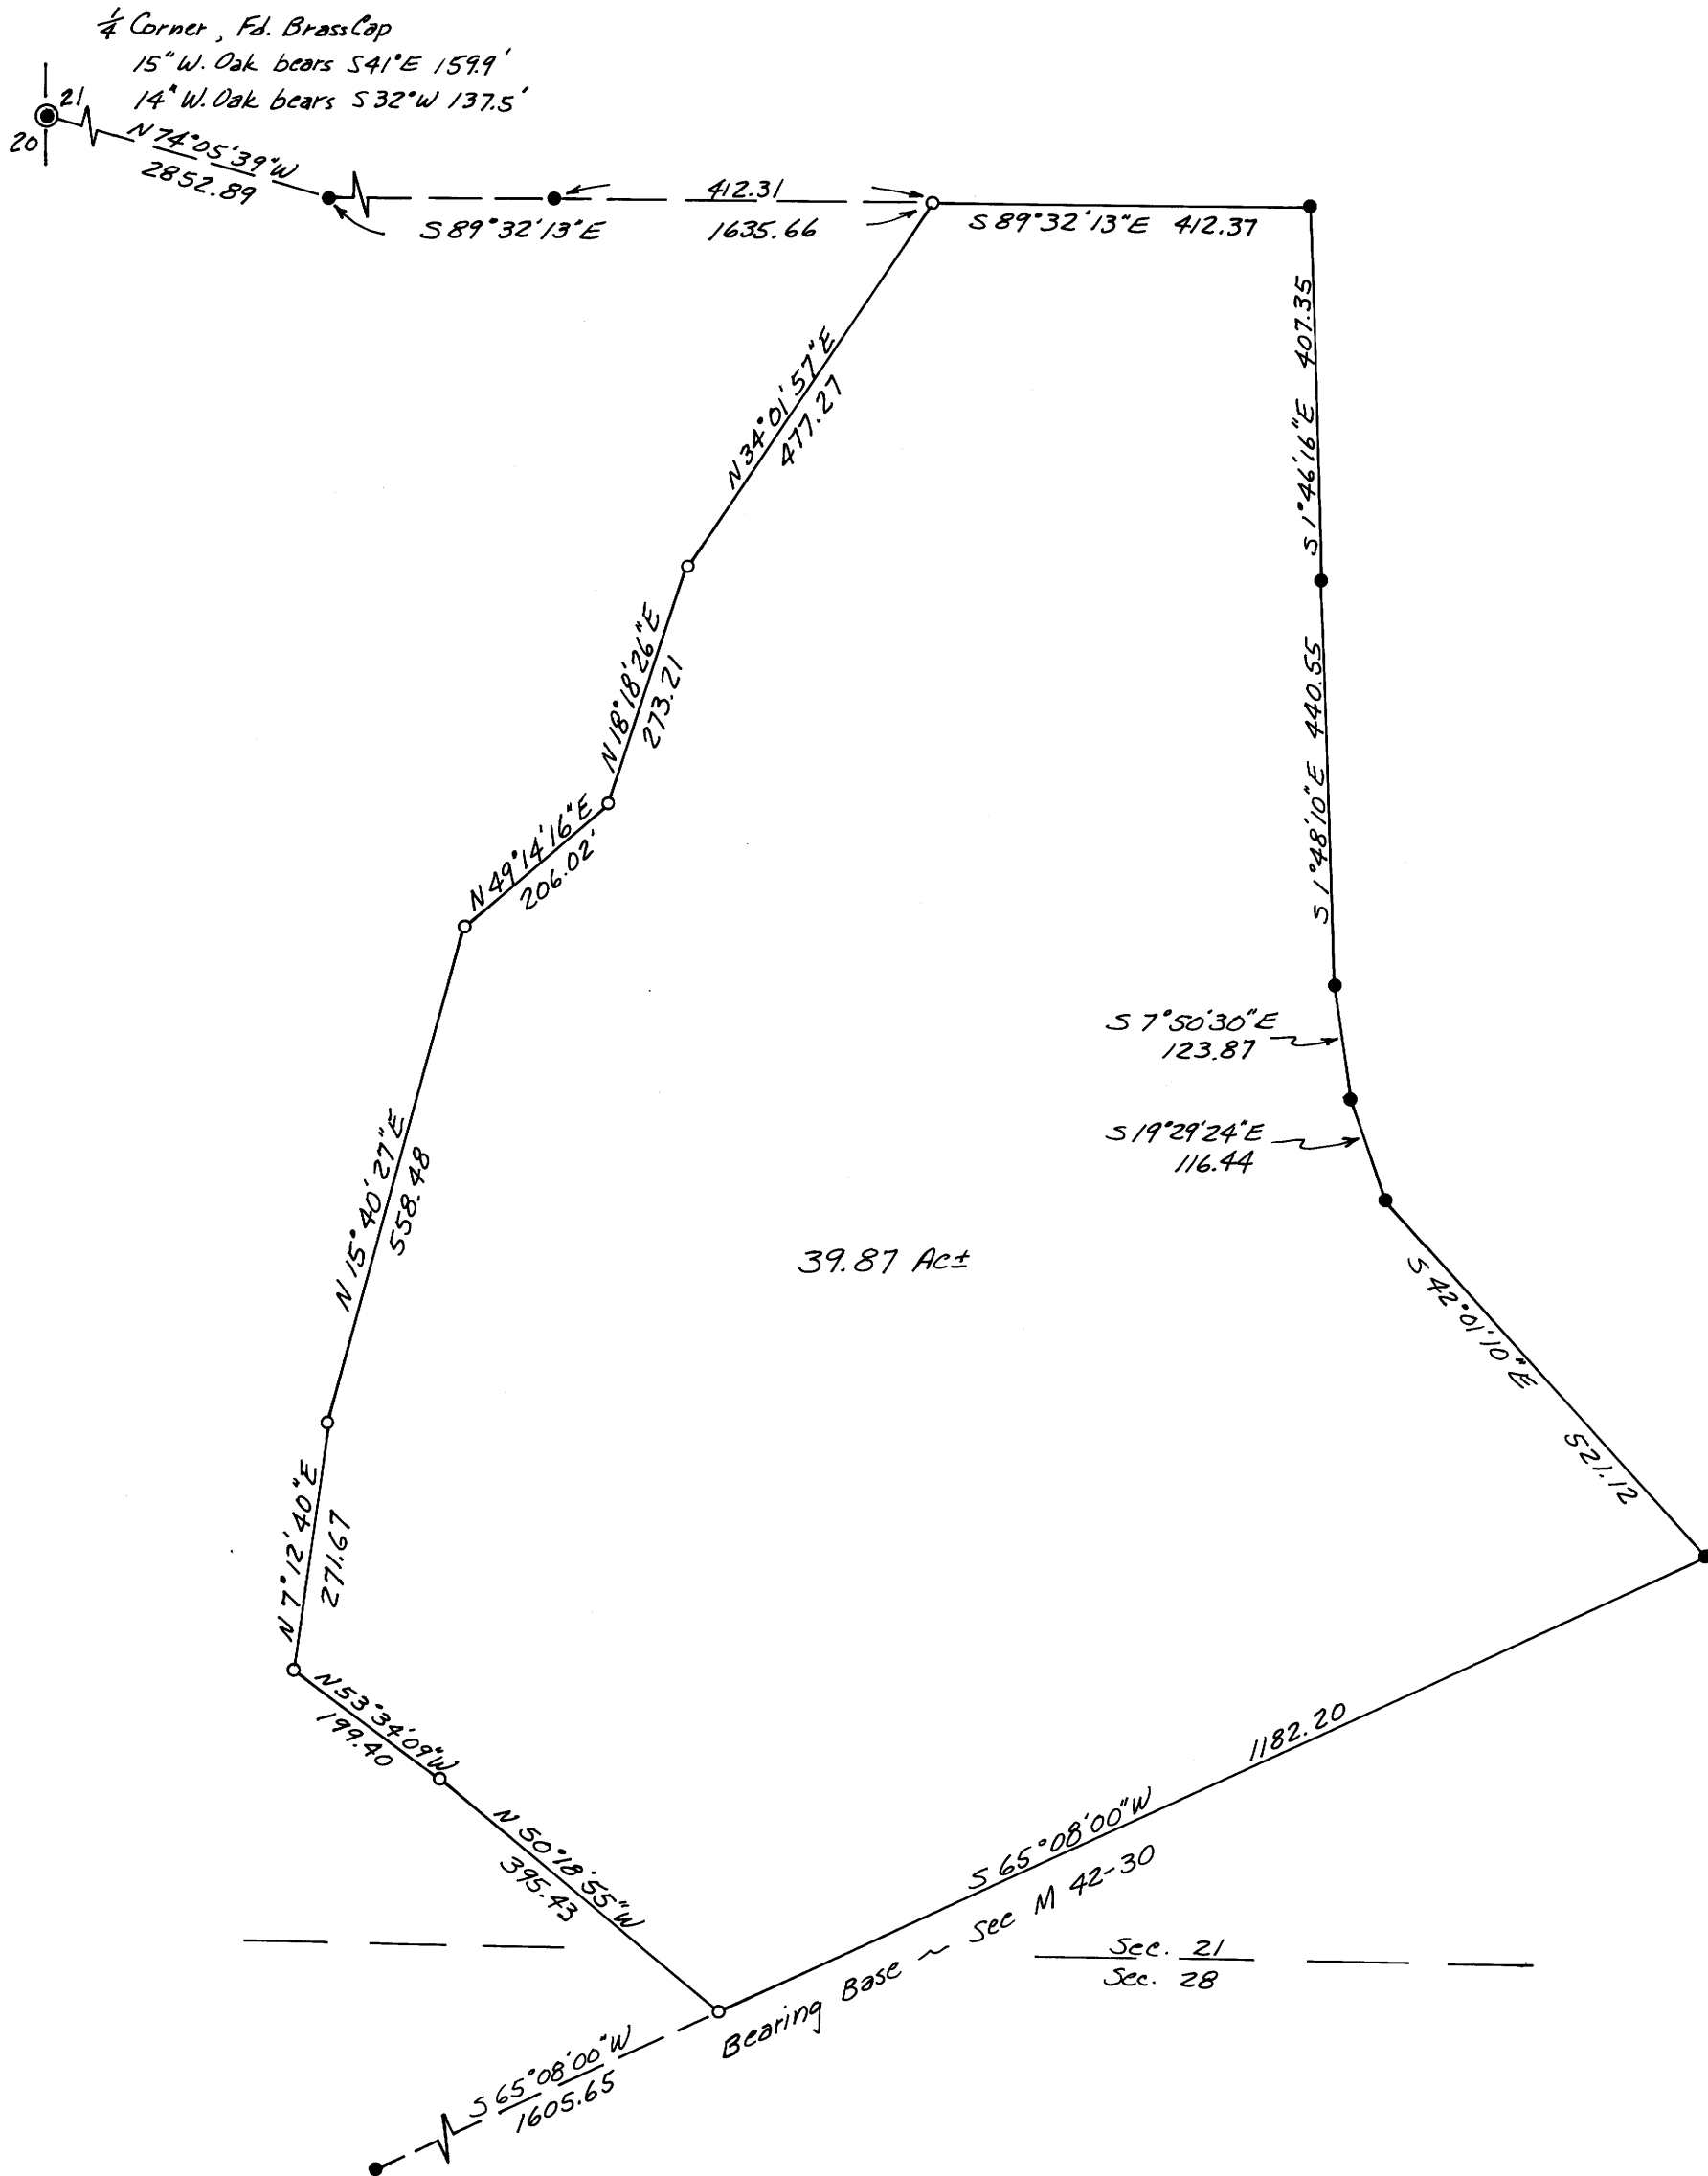 1/4 Corner, Fd. Brass Cap
15" W. Oak bears S41°E 159.9'
14" W. Oak bears S32°W 137.5'
21
20
N74°05'39"W
2852.89
412.31
S89°32'13"E
1635.66
S89°32'13"E 412.37
S1°46'16"E 407.35
N34°01'57"E
477.27
S1°48'10"E 440.55
N18°18'26"E
273.21
N49°14'16"E
206.02'
S7°50'30"E
123.87
S19°29'24"E
116.44
N15°40'27"E
558.48
39.87 Ac±
S42°01'10"E
521.12
N7°12'40"E
271.67
N53°34'09"W
199.40
N50°18'55"W
395.43
1182.20
S65°08'00"W
Bearing Base ~ See M 42-30
Sec. 21
Sec. 28
S65°08'00"W
1605.65